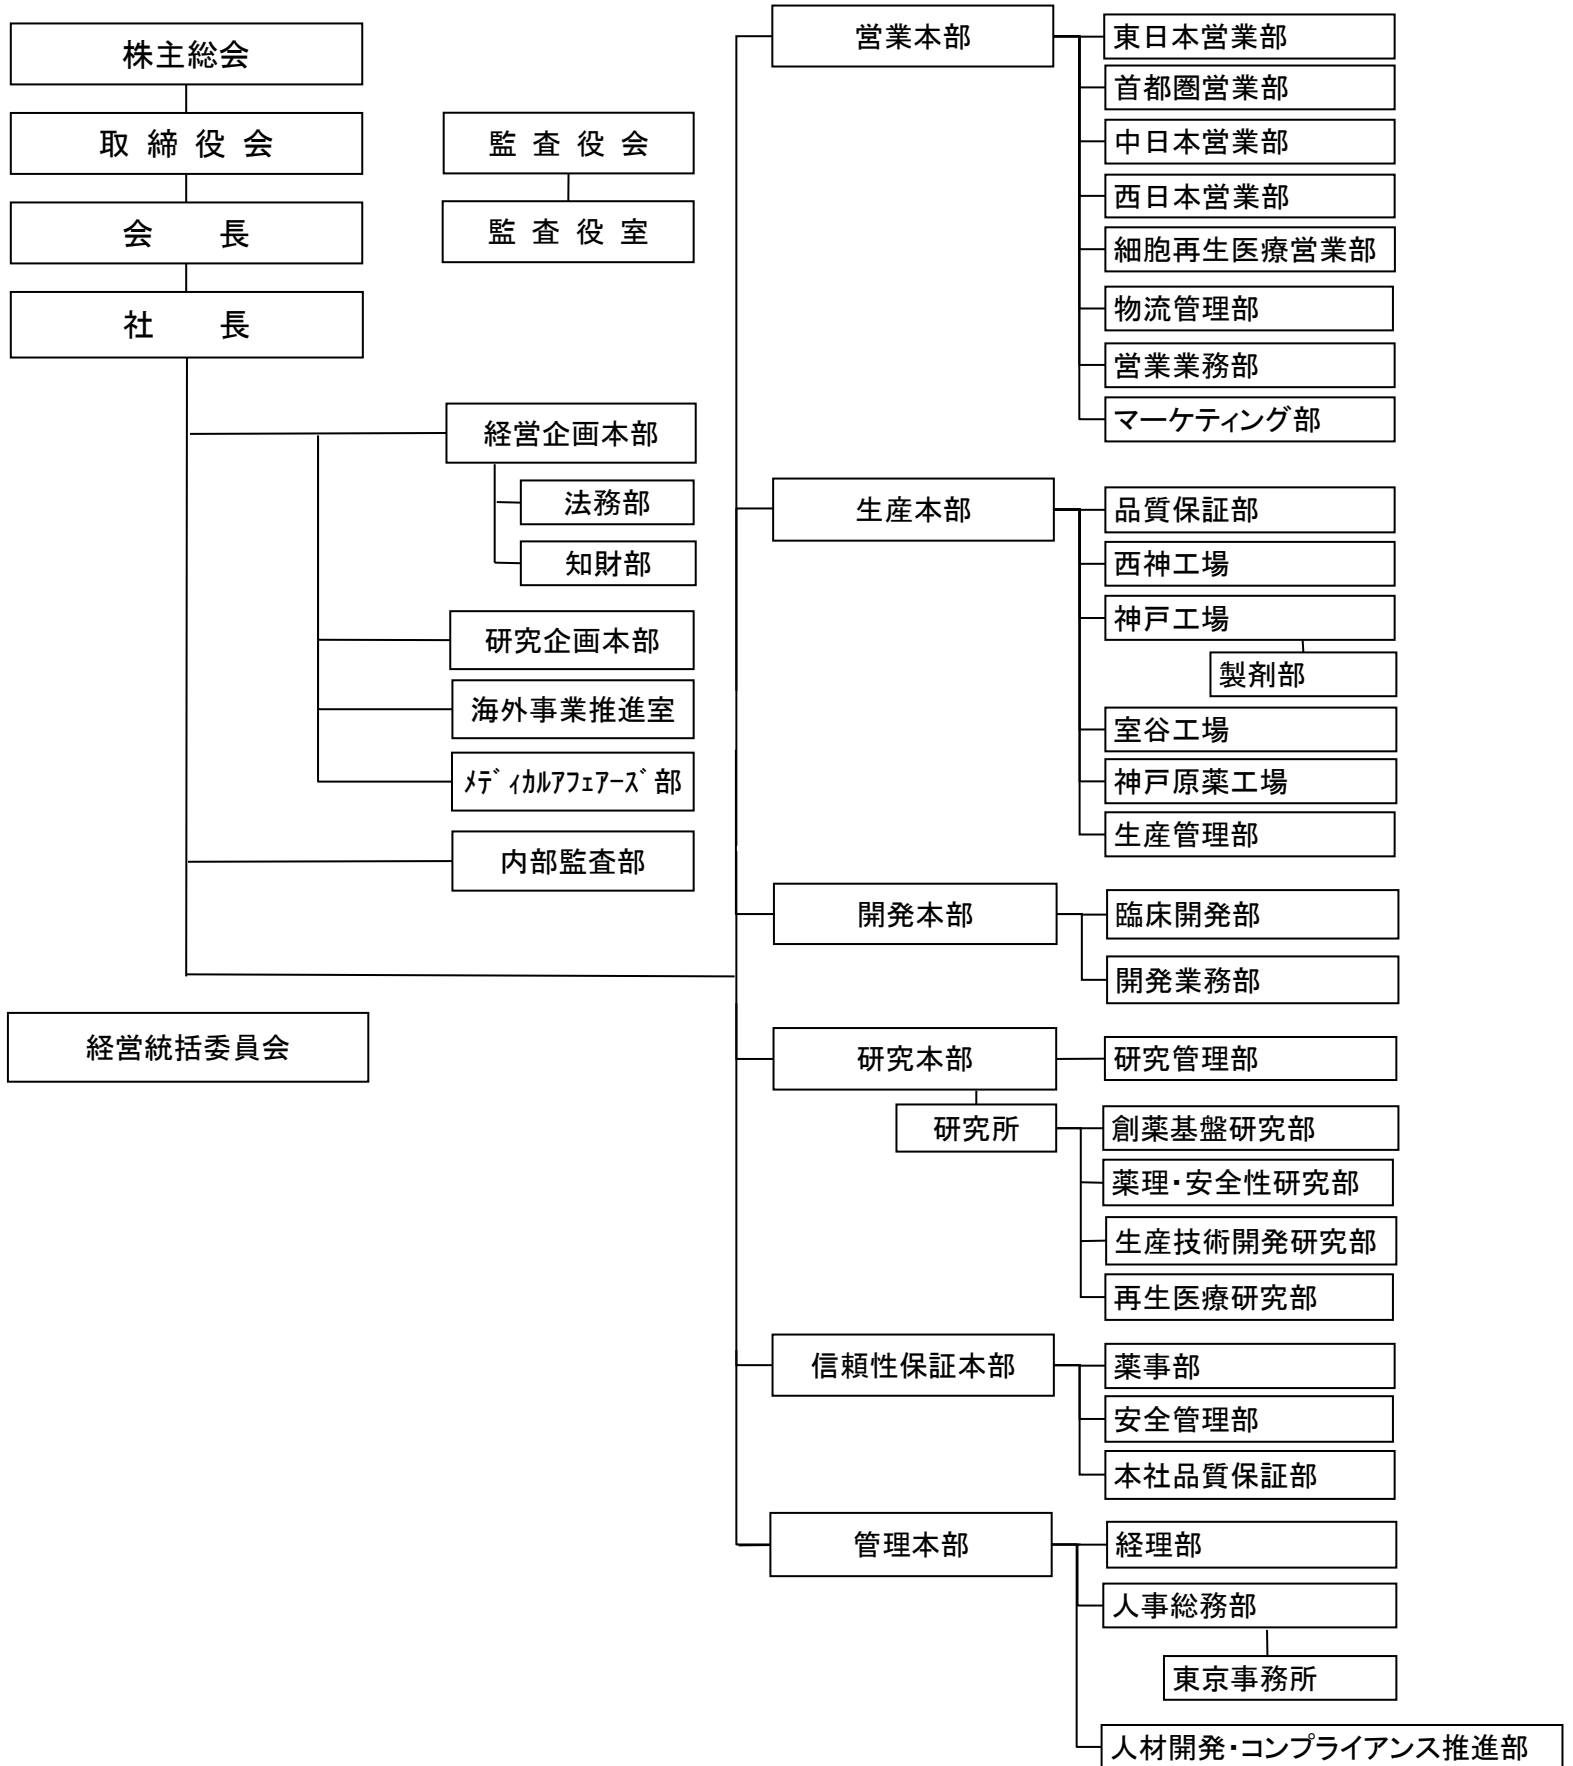 株主総会
取 締 役 会
会　　長
社　　長
監 査 役 会
監 査 役 室
経営企画本部
法務部
知財部
研究企画本部
海外事業推進室
ﾒﾃﾞｨｶﾙｱﾌｪｱｰｽﾞ部
内部監査部
経営統括委員会
営業本部
東日本営業部
首都圏営業部
中日本営業部
西日本営業部
細胞再生医療営業部
物流管理部
営業業務部
マーケティング部
生産本部
品質保証部
西神工場
神戸工場
製剤部
室谷工場
神戸原薬工場
生産管理部
開発本部
臨床開発部
開発業務部
研究本部
研究管理部
研究所
創薬基盤研究部
薬理・安全性研究部
生産技術開発研究部
再生医療研究部
信頼性保証本部
薬事部
安全管理部
本社品質保証部
管理本部
経理部
人事総務部
東京事務所
人材開発・コンプライアンス推進部